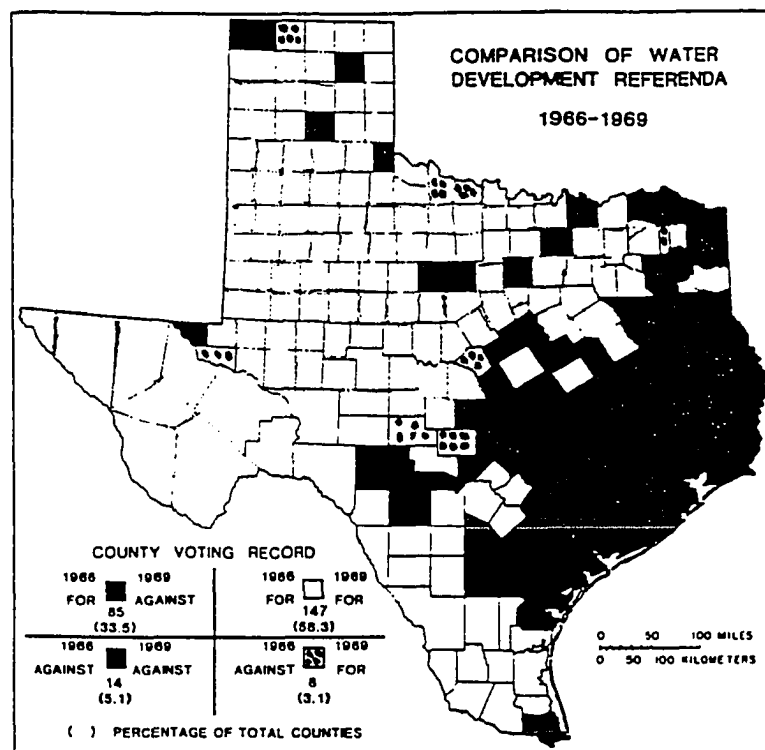 COMPARISON OF WATER
DEVELOPMENT REFERENDA
1966-1969
COUNTY VOTING RECORD
1966 1969
FOR AGAINST
85
(33.5)
1966 1969
FOR FOR
147
(58.3)
1966 1969
AGAINST AGAINST
14
(5.1)
1966 1969
AGAINST FOR
8
(3.1)
( ) PERCENTAGE OF TOTAL COUNTIES
0 50 100 MILES
0 50 100 KILOMETERS